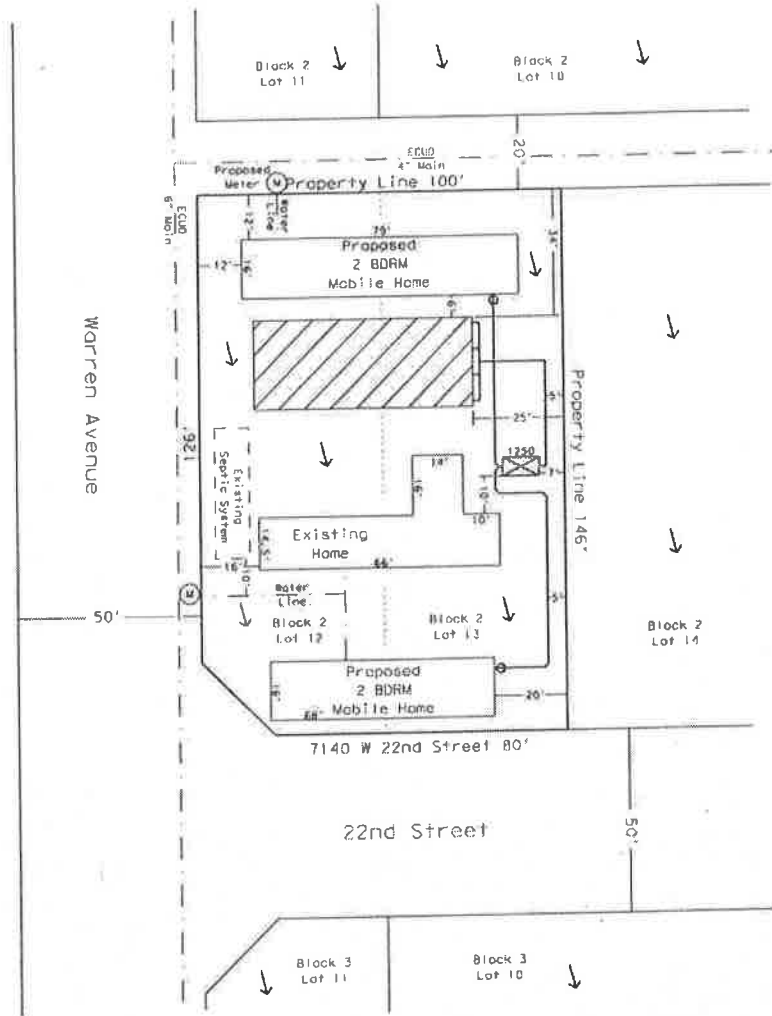 Block 2
Lot 11
Block 2
Lot 10
20'
ECUD
4" Main
Proposed
Meter
M
Property Line 100'
ECUD
6" Main
Water
Line
12'
79'
34'
Proposed
2 BDRM
Mobile Home
12'
16'
6'
Warren Avenue
126'
Property Line 146'
5'
25'
1250
7'
Existing
Septic System
14'
16'
10'
10'
Existing
Home
14.5'
66'
16'
10'
M
Water
Line
50'
5'
Block 2
Lot 12
Block 2
Lot 13
Block 2
Lot 14
Proposed
2 BDRM
Mobile Home
16'
68'
20'
7140 W 22nd Street 80'
22nd Street
50'
Block 3
Lot 11
Block 3
Lot 10